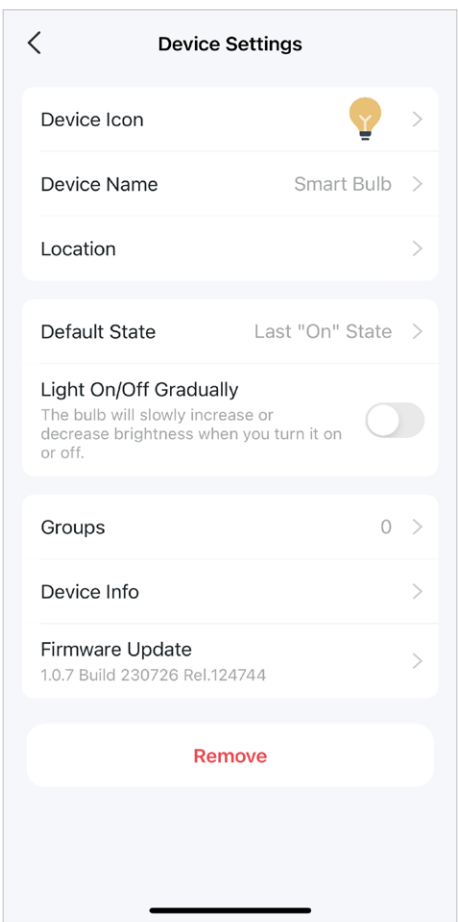 Device Settings
Device Icon
Device Name Smart Bulb
Location
Default State Last "On" State
Light On/Off Gradually
The bulb will slowly increase or
decrease brightness when you turn it on
or off.
Groups 0
Device Info
Firmware Update
1.0.7 Build 230726 Rel.124744
Remove